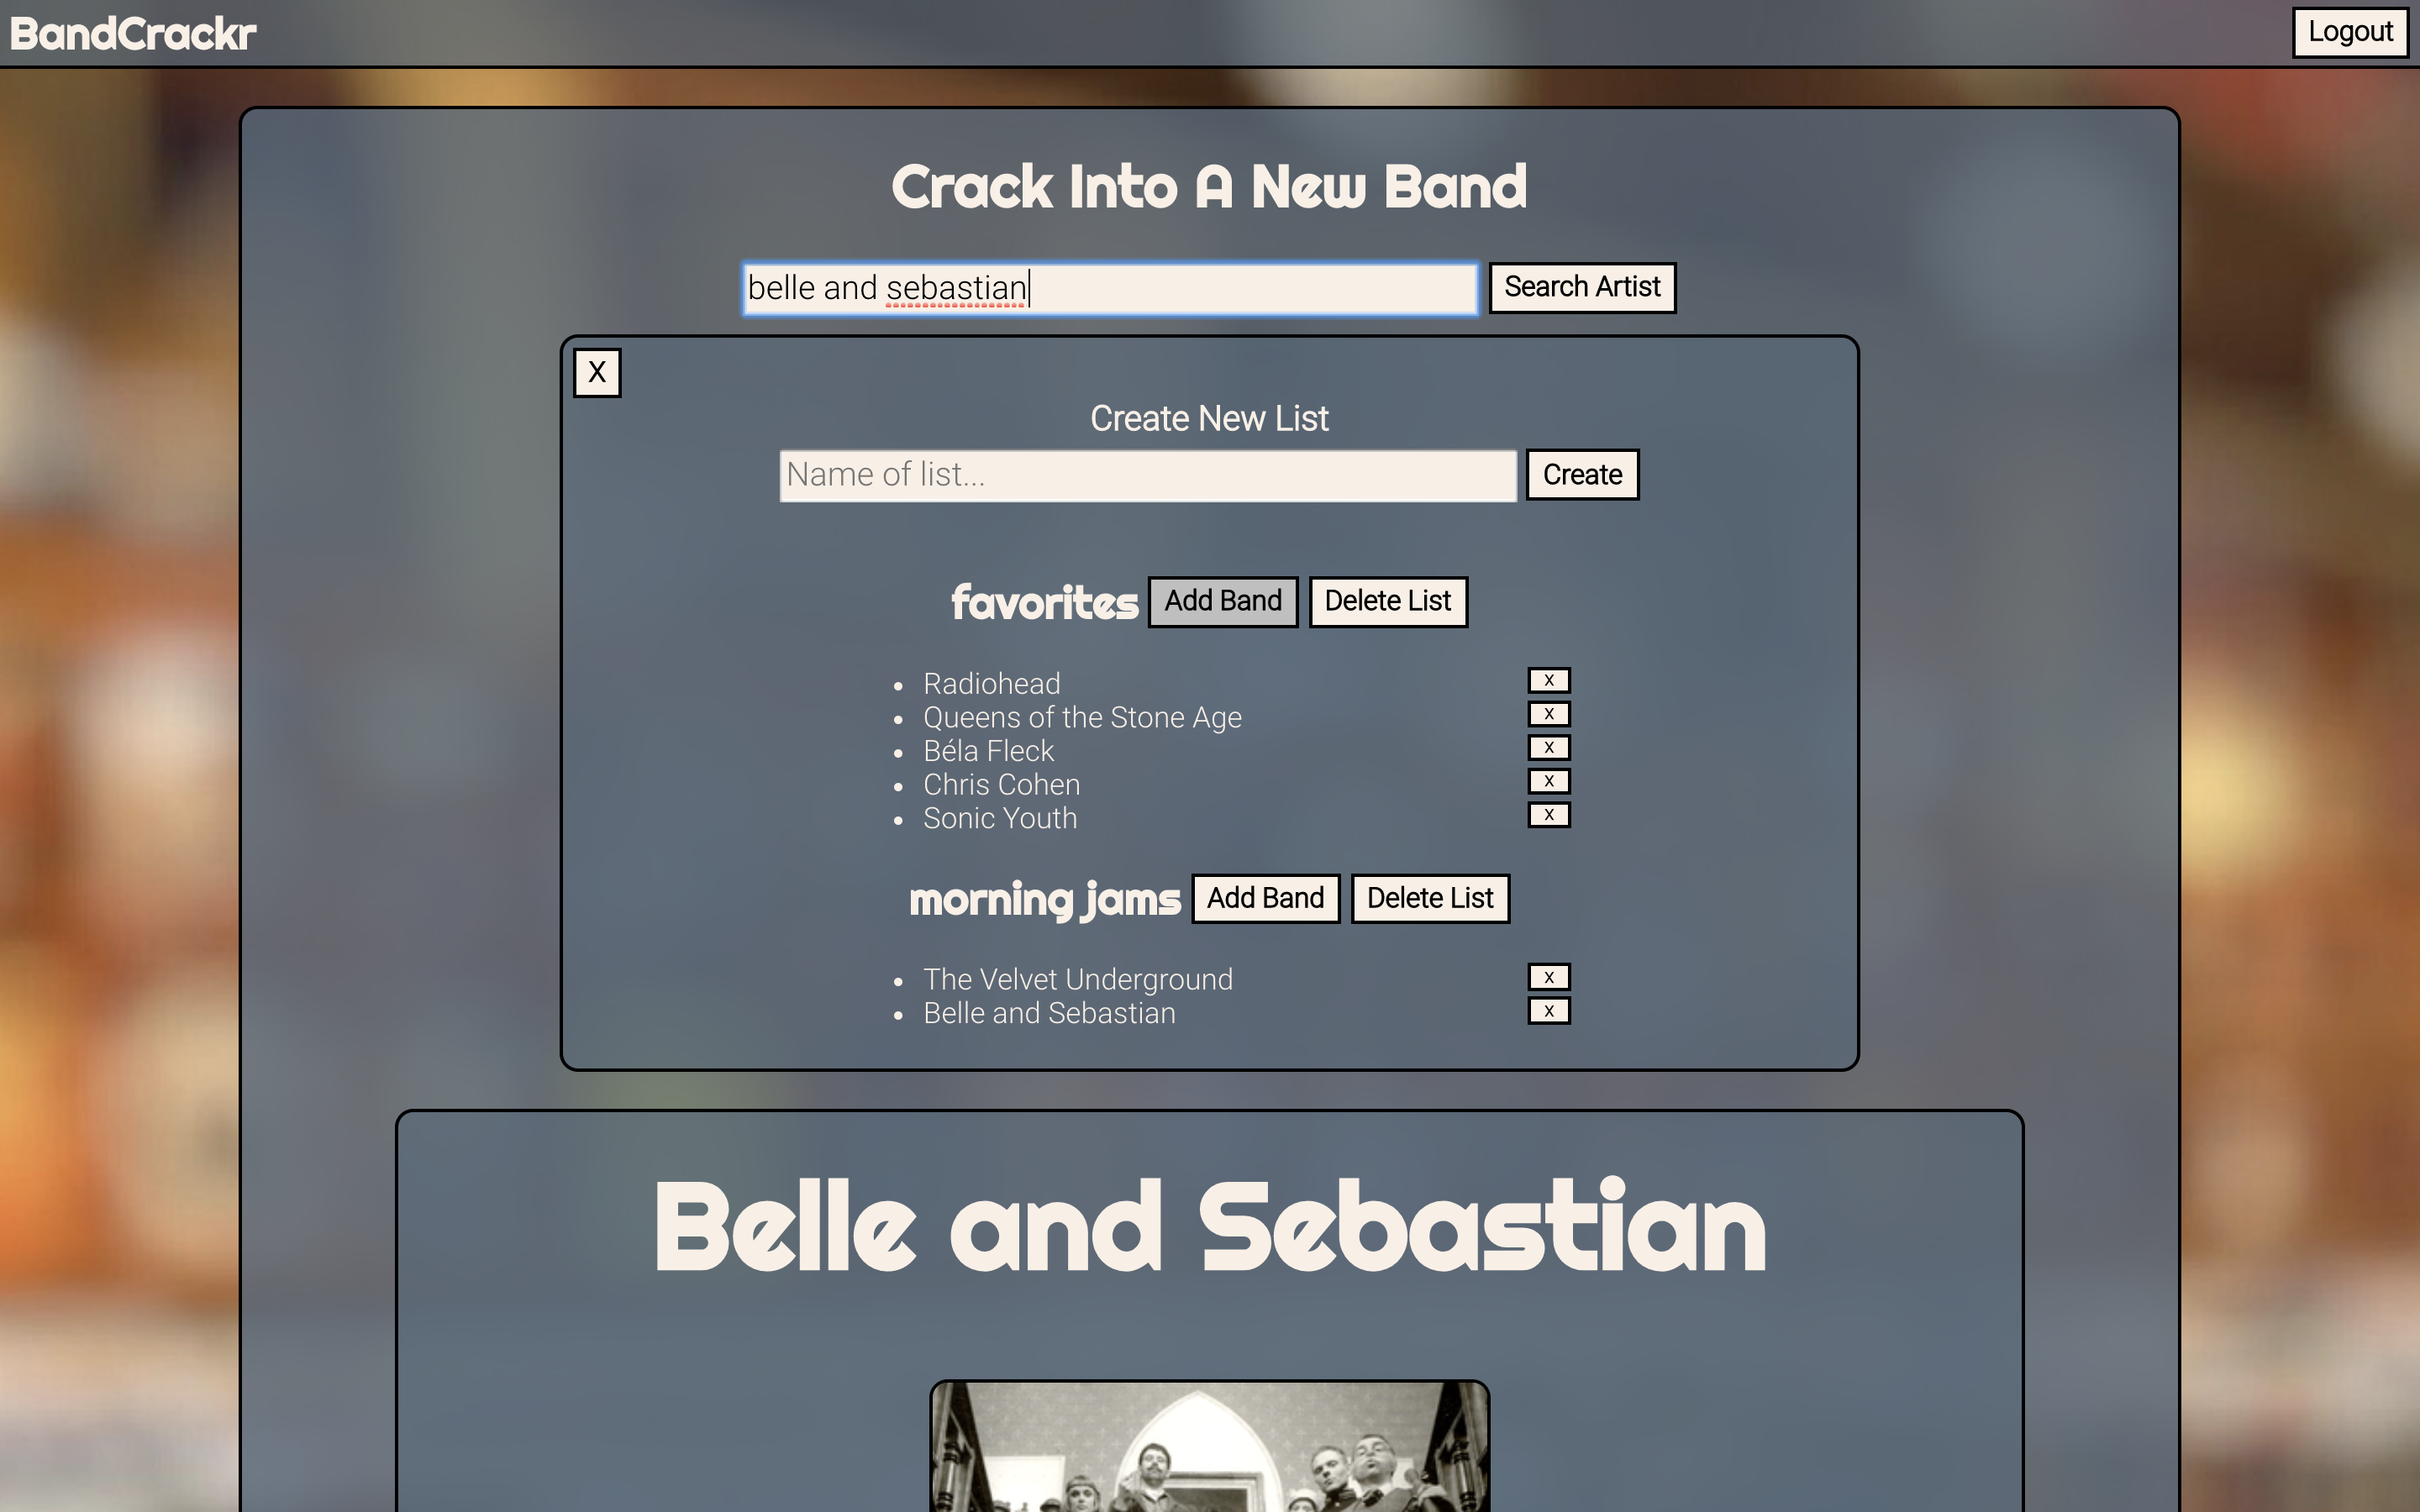 BandCrackr Logout
Crack Into A New Band
belle and sebastian Search Artist
X
Create New List
Name of list... Create
favorites Add Band Delete List
• Radiohead x
• Queens of the Stone Age x
• Béla Fleck x
• Chris Cohen x
• Sonic Youth x
morning jams Add Band Delete List
• The Velvet Underground x
• Belle and Sebastian x
Belle and Sebastian